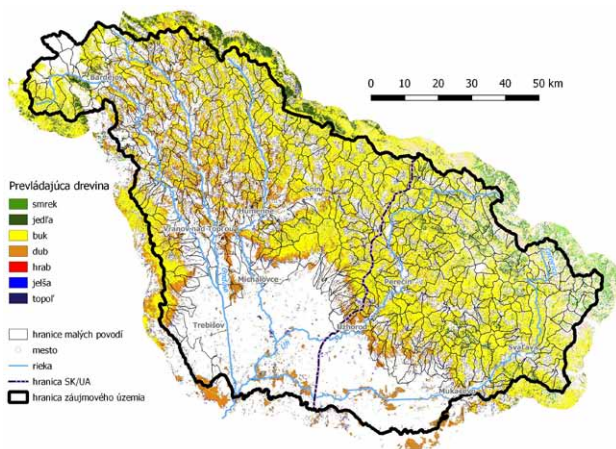 Bardejov
0 10 20 30 40 50 km
Prevládajúca drevina
smrek
jedľa
buk
dub
hrab
jelša
topoľ
Snina
Humenné
Vranov nad Topľou
Michalovce
Perečín
Trebišov
Užhorod
Svaľava
Mukačevo
hranice malých povodí
mesto
rieka
hranica SK/UA
hranica záujmového územia